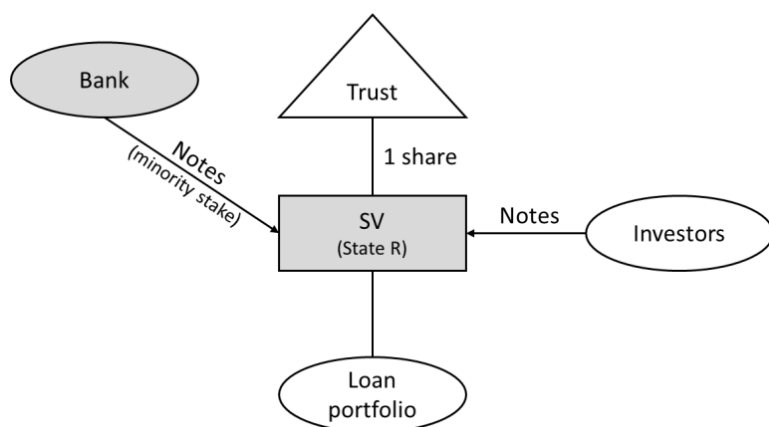 Bank
Trust
Notes
(minority stake)
1 share
SV
(State R)
Notes
Investors
Loan
portfolio